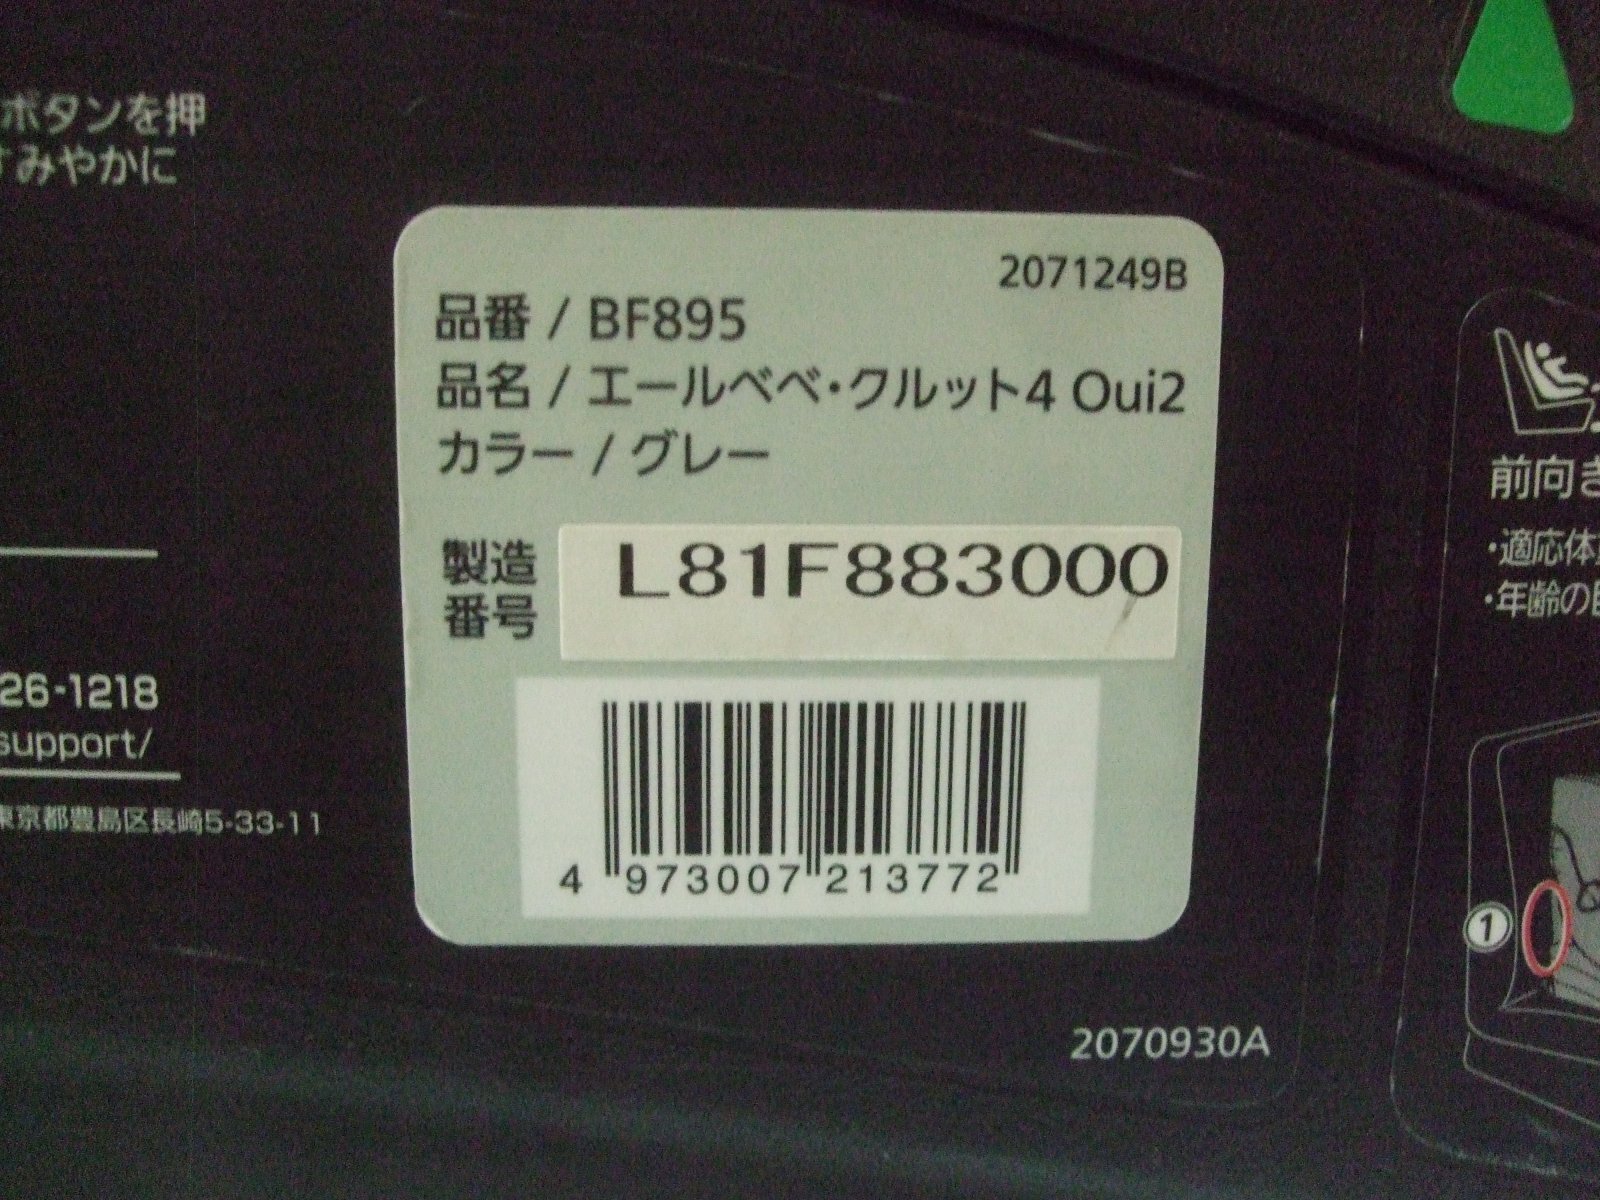 ボタンを押
すみやかに
26-1218
support/
東京都豊島区長崎5-33-11
2071249B
品番 / BF895
品名 / エールベベ・クルット4 Oui2
カラー / グレー
製造番号 L81F883000
4 973007 213772
2070930A
前向き
・適応体
・年齢の目
1